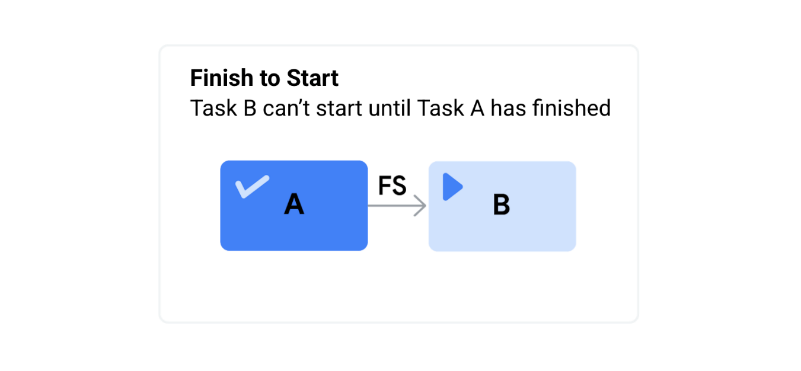 Finish to Start
Task B can’t start until Task A has finished
A
FS
B